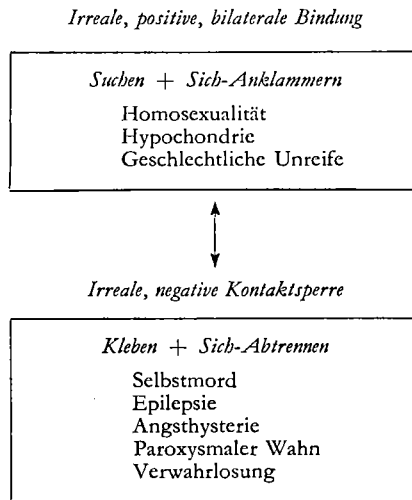 Irreale, positive, bilaterale Bindung
Suchen + Sich-Anklammern
Homosexualität
Hypochondrie
Geschlechtliche Unreife
Irreale, negative Kontaktsperre
Kleben + Sich-Abtrennen
Selbstmord
Epilepsie
Angsthysterie
Paroxysmaler Wahn
Verwahrlosung